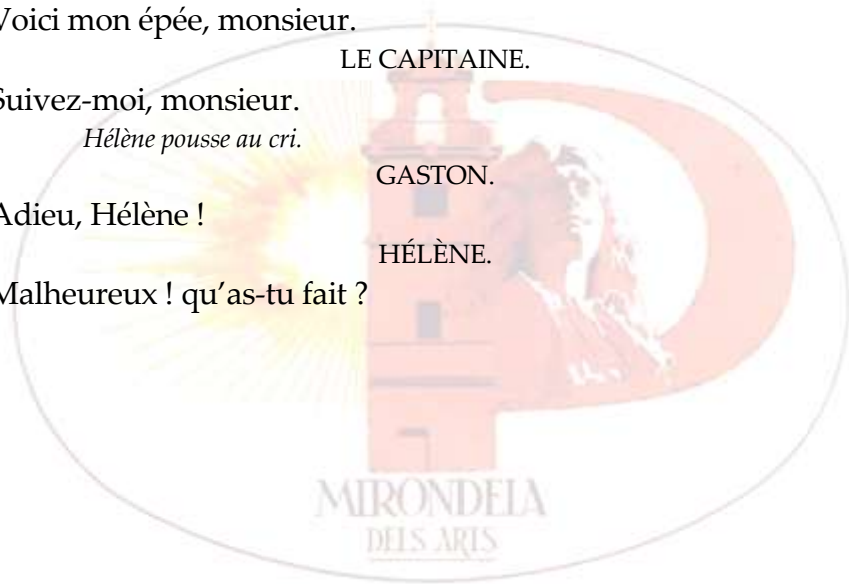 Voici mon épée, monsieur.
LE CAPITAINE.
Suivez-moi, monsieur.
Hélène pousse au cri.
GASTON.
Adieu, Hélène !
HÉLÈNE.
Malheureux ! qu’as-tu fait ?
MIRONDELA
DELS ARTS